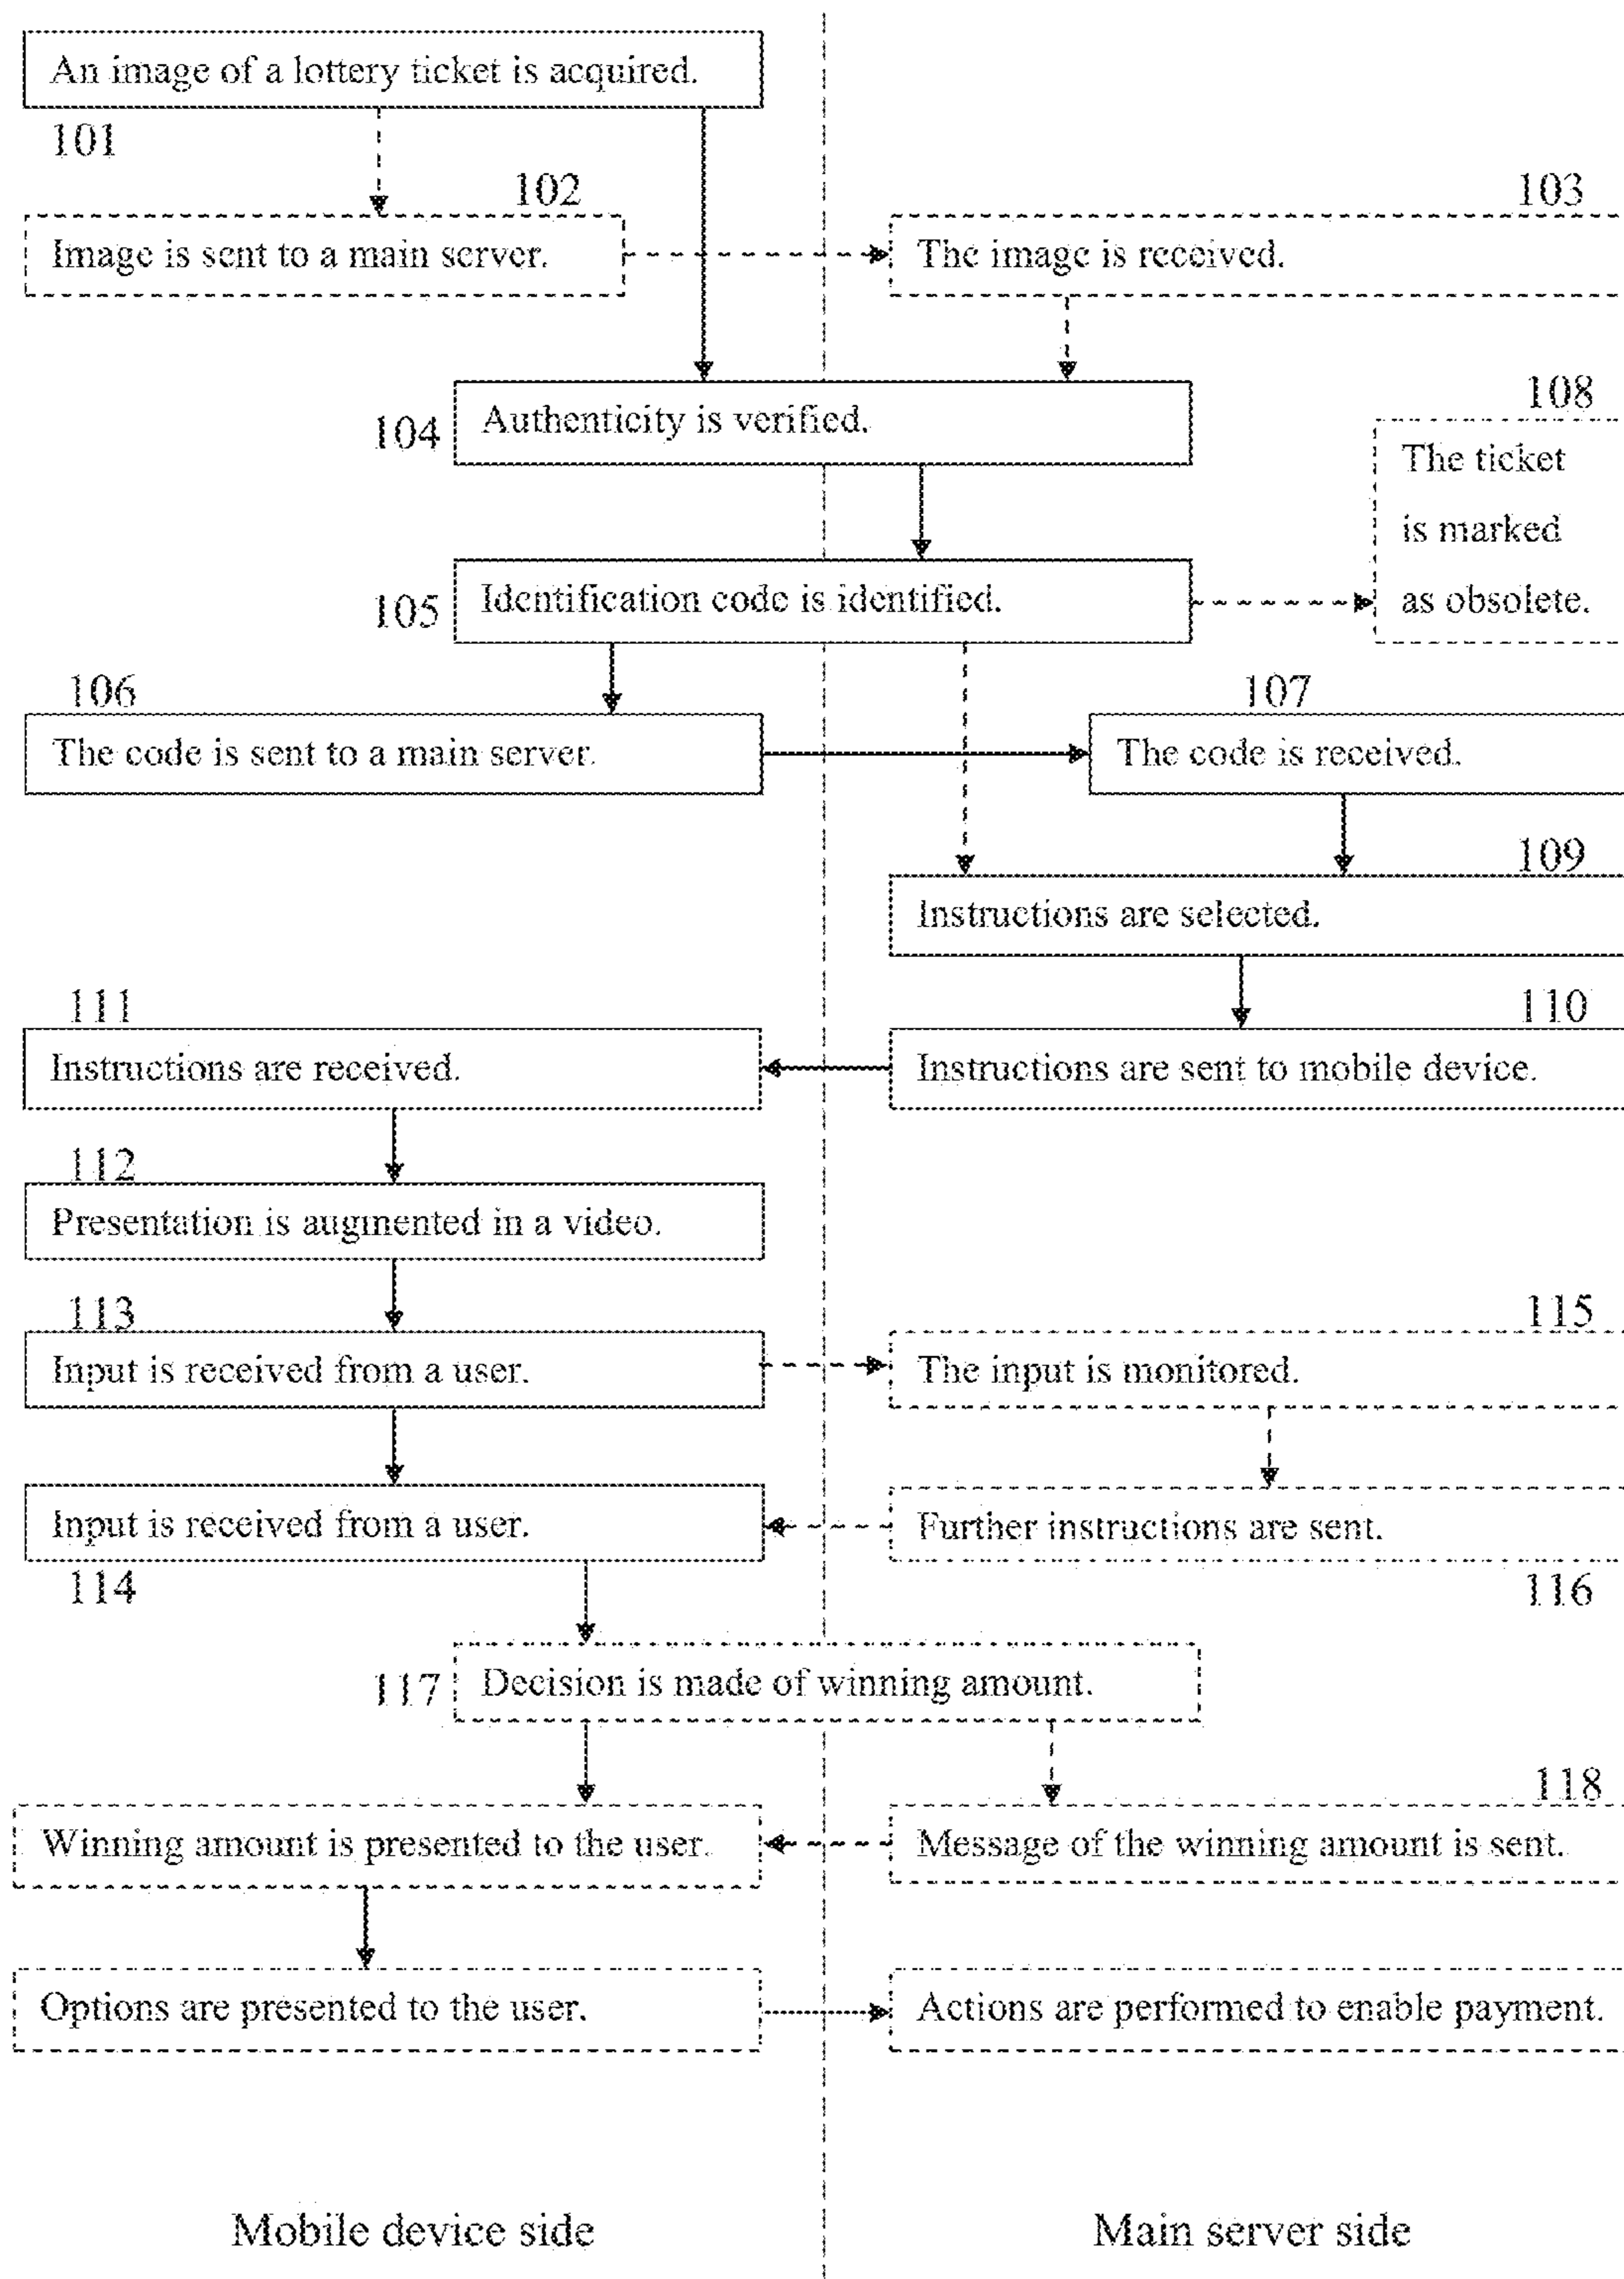 An image of a lottery ticket is acquired.
101
102
103
Image is sent to a main server.
The image is received.
104
Authenticity is verified.
108
The ticket
is marked
as obsolete.
105
Identification code is identified.
106
107
The code is sent to a main server.
The code is received.
109
Instructions are selected.
111
110
Instructions are received.
Instructions are sent to mobile device.
112
Presentation is augmented in a video.
113
115
Input is received from a user.
The input is monitored.
Input is received from a user.
Further instructions are sent.
114
116
117
Decision is made of winning amount.
118
Winning amount is presented to the user.
Message of the winning amount is sent.
Options are presented to the user.
Actions are performed to enable payment.
Mobile device side
Main server side